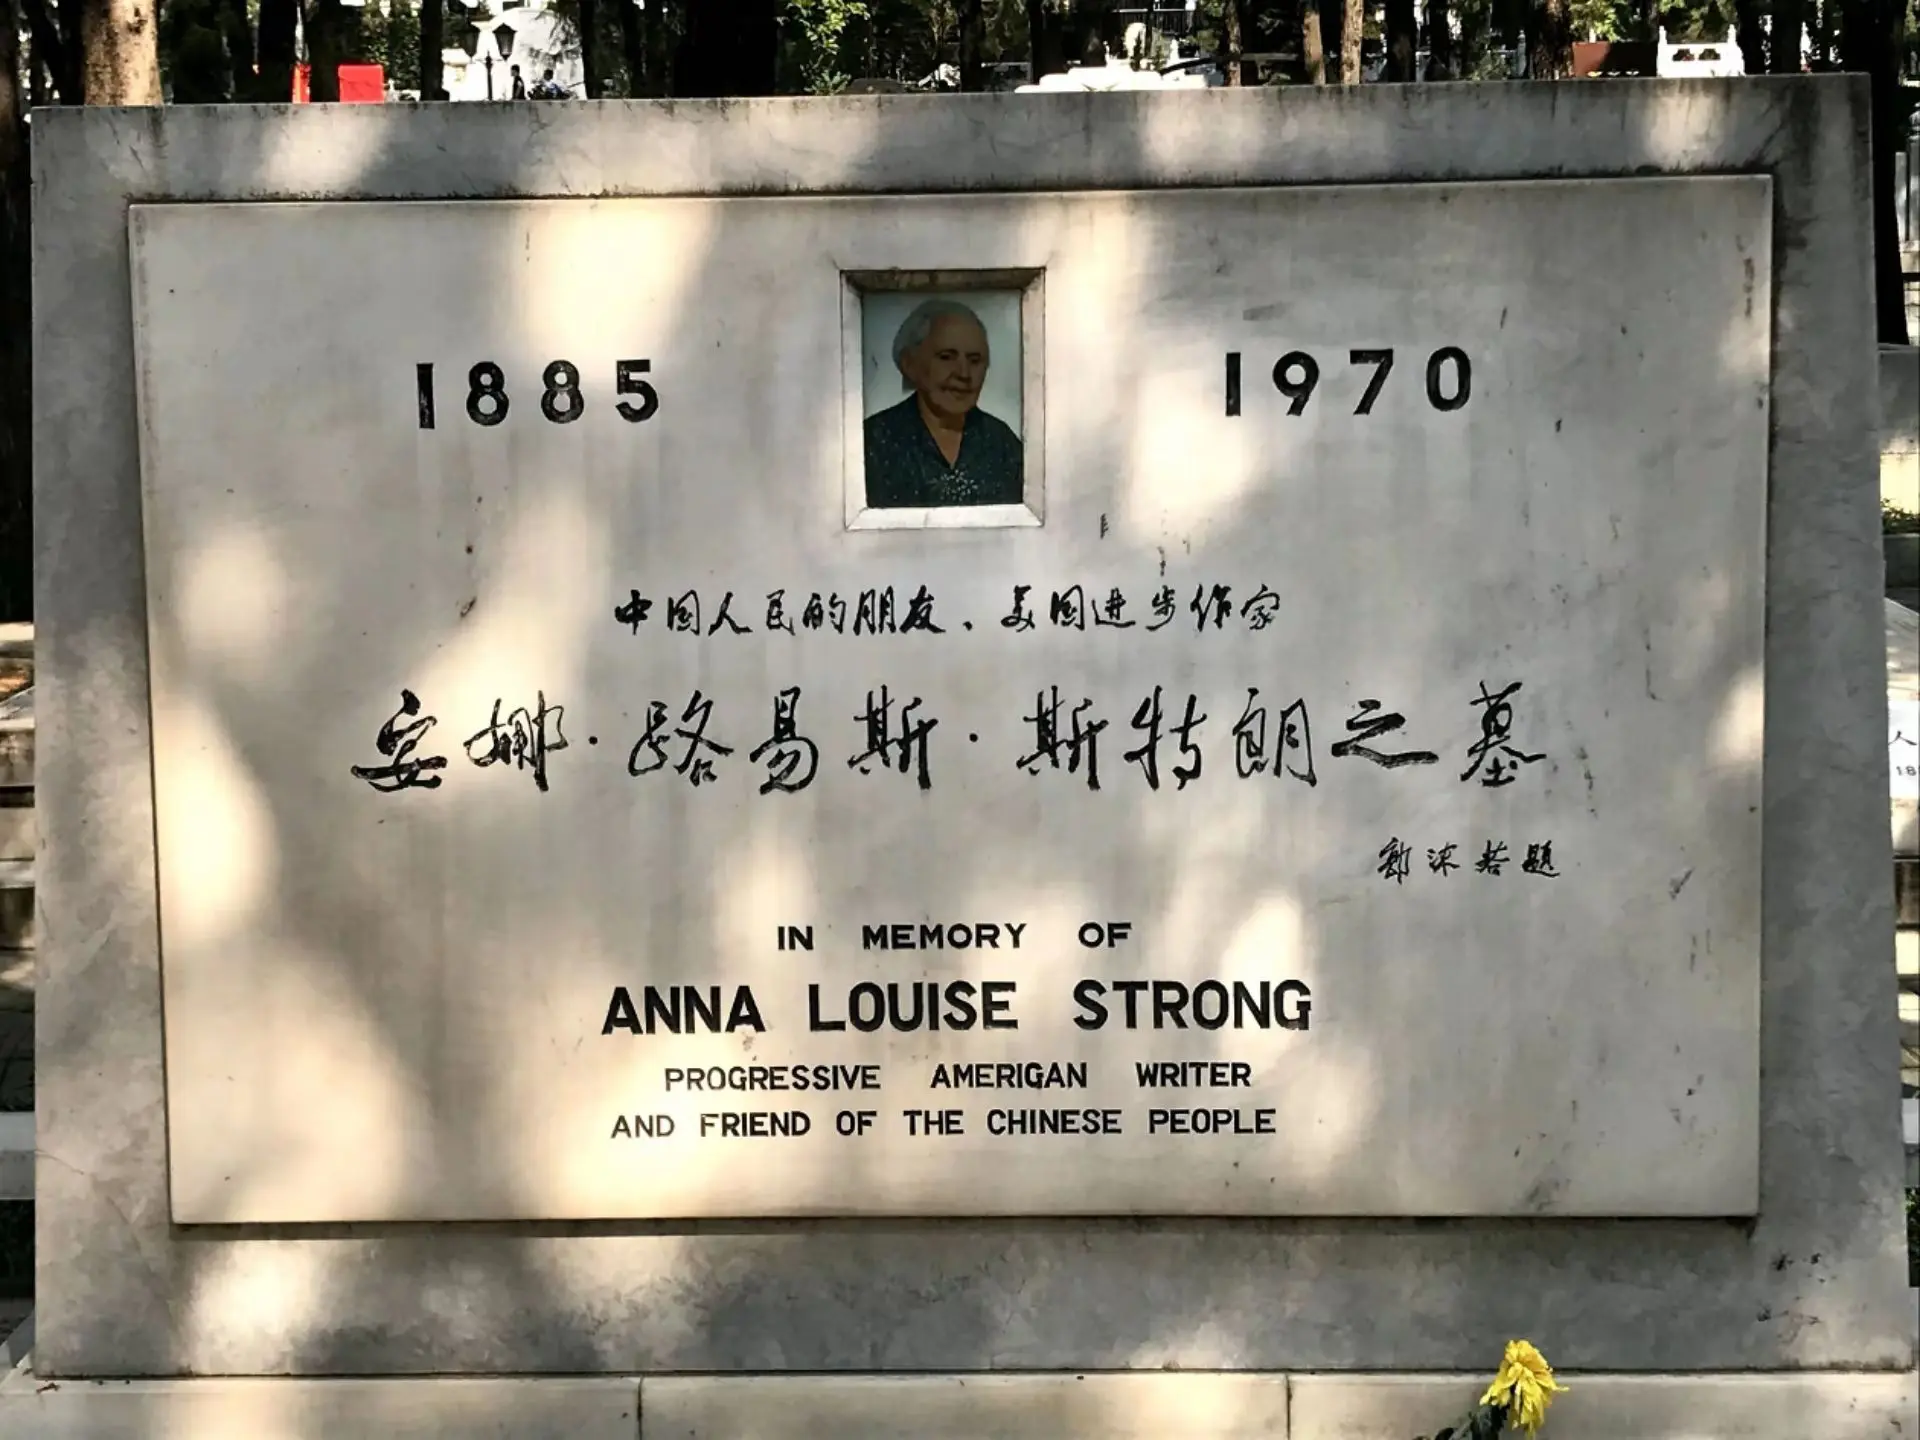 1885 1970
中国人民的朋友、美国进步作家
安娜·路易斯·斯特朗之墓
郭沫若题
IN MEMORY OF
ANNA LOUISE STRONG
PROGRESSIVE AMERIGAN WRITER
AND FRIEND OF THE CHINESE PEOPLE